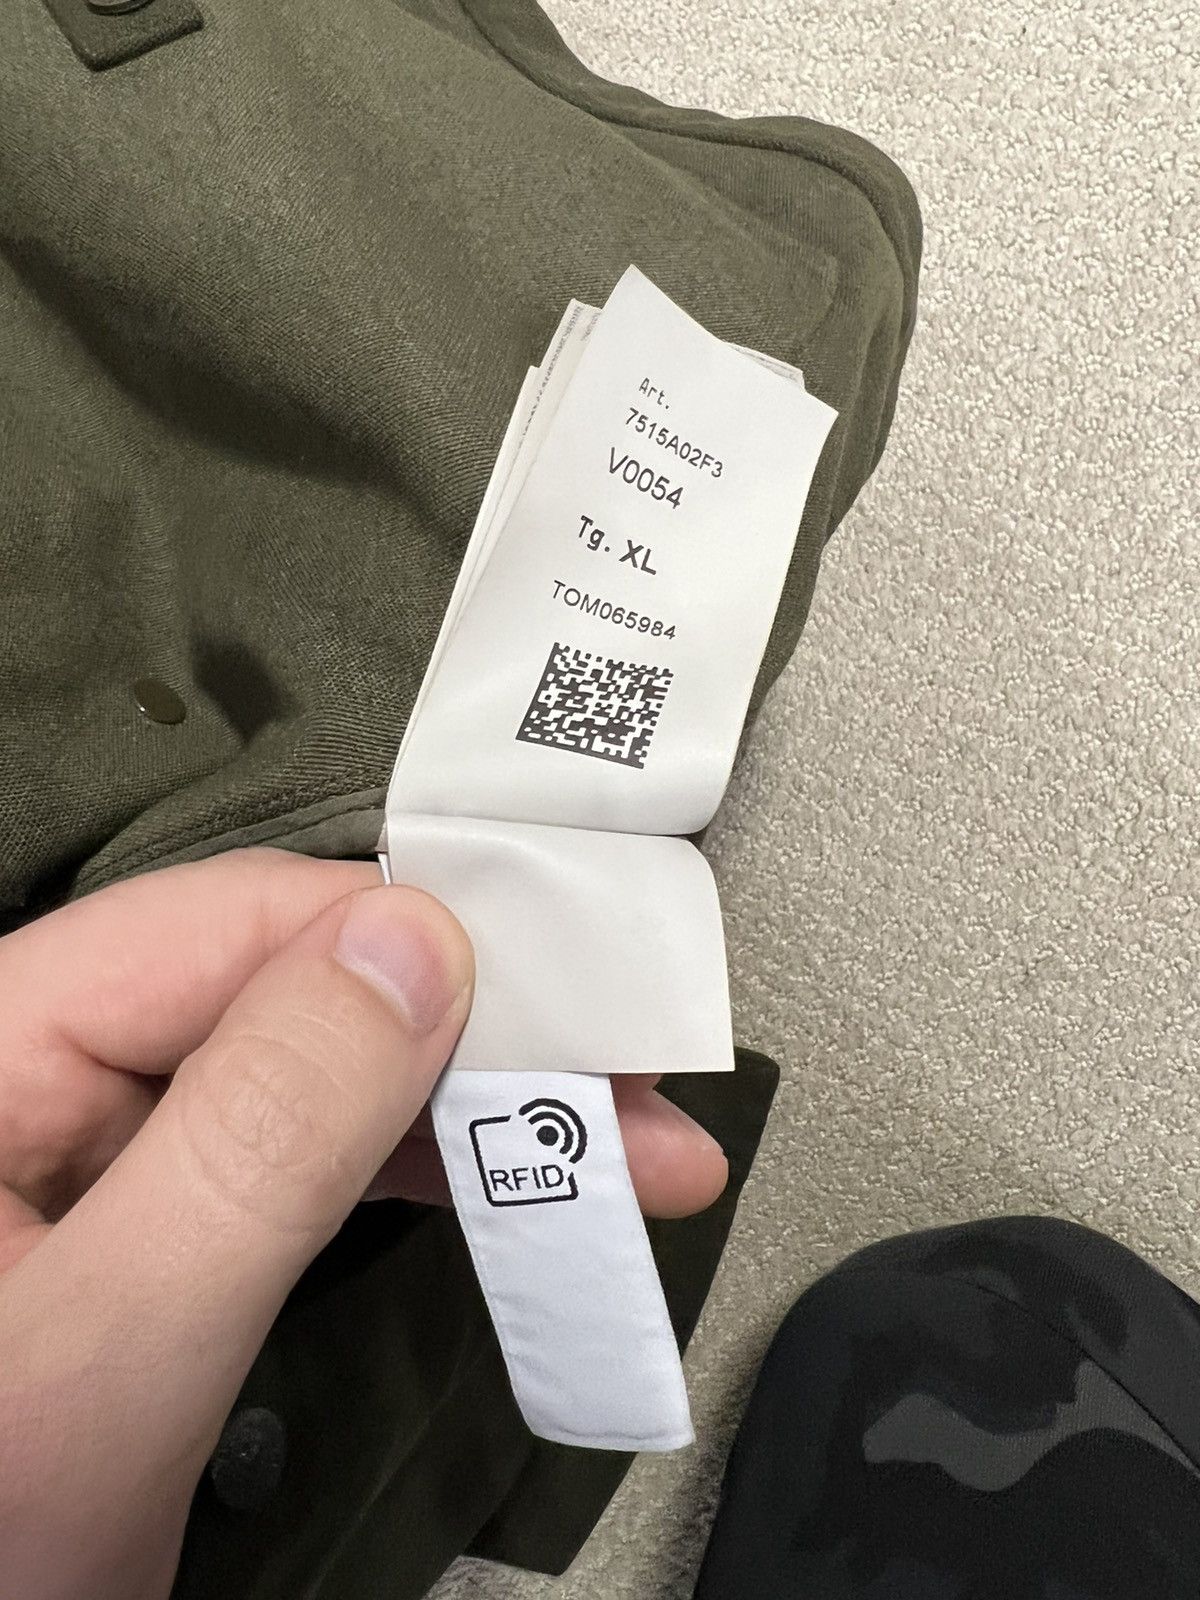 Art.
7515A02F3
V0054
Tg. XL
TOM065984
RFID